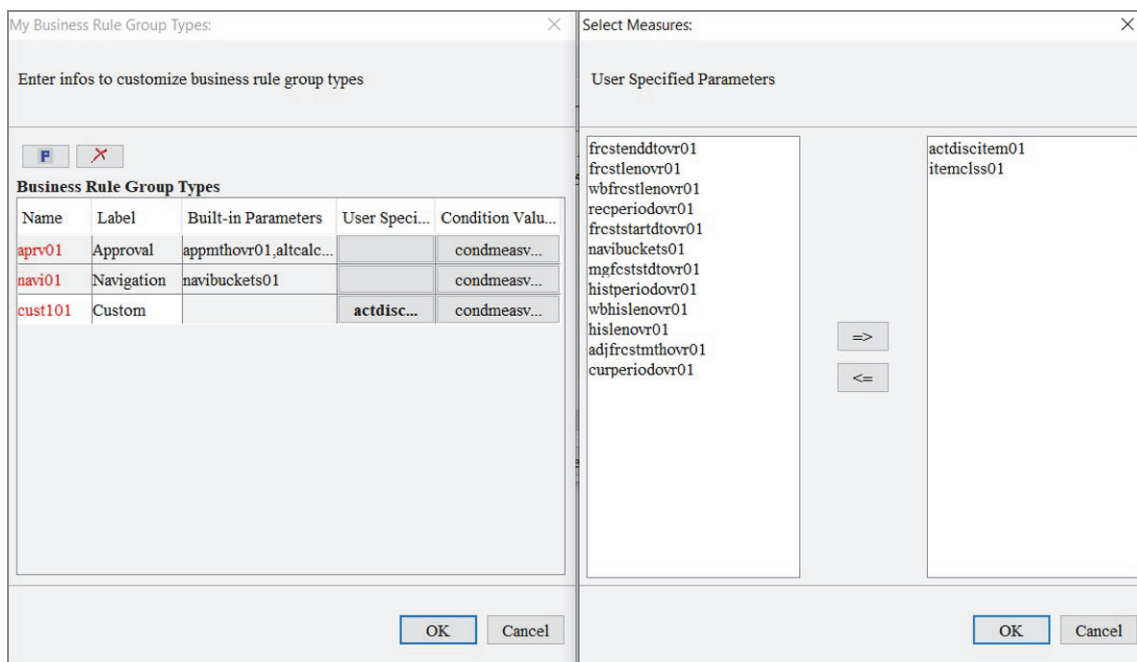 My Business Rule Group Types:
Enter infos to customize business rule group types
P
Business Rule Group Types
Name Label Built-in Parameters User Speci... Condition Valu...
aprv01 Approval appmthovr01,altcalc... condmeasv...
navi01 Navigation navibuckets01 condmeasv...
cust101 Custom actdisc... condmeasv...
OK Cancel
Select Measures:
User Specified Parameters
frcstenddtovr01
frcstlenovr01
wbfrcstlenovr01
recperiodovr01
frcststartdtovr01
navibuckets01
mgfcststdtovr01
histperiodovr01
wbhislenovr01
hislenovr01
adjfrcstmthovr01
curperiodovr01
=>
<=
actdiscitem01
itemclss01
OK Cancel